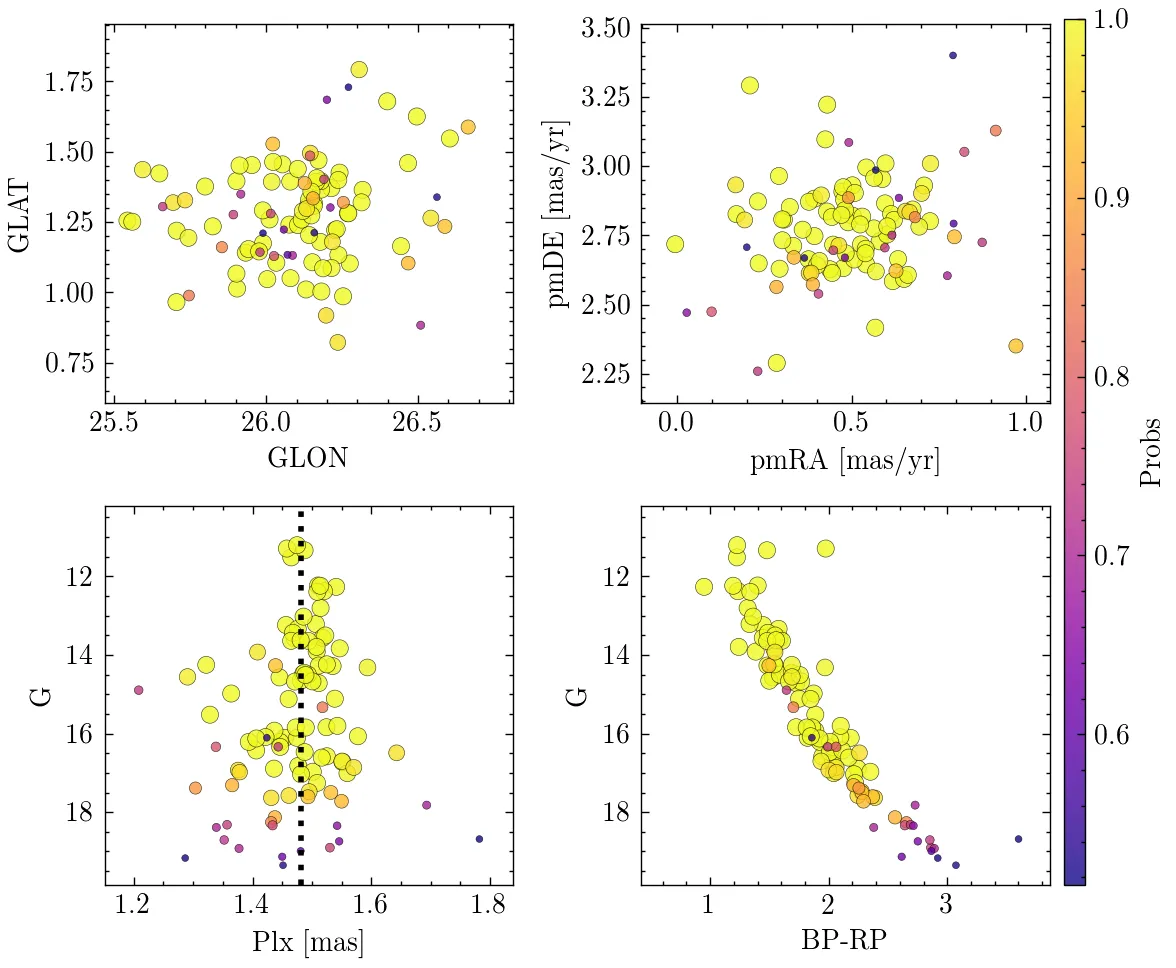 1.75
1.50
1.25
1.00
0.75
GLAT
25.5 26.0 26.5
GLON
3.50
3.25
3.00
2.75
2.50
2.25
pmDE [mas/yr]
0.0 0.5 1.0
pmRA [mas/yr]
12
14
16
18
G
1.2 1.4 1.6 1.8
Plx [mas]
12
14
16
18
G
1 2 3
BP-RP
1.0
0.9
0.8
0.7
0.6
Probs